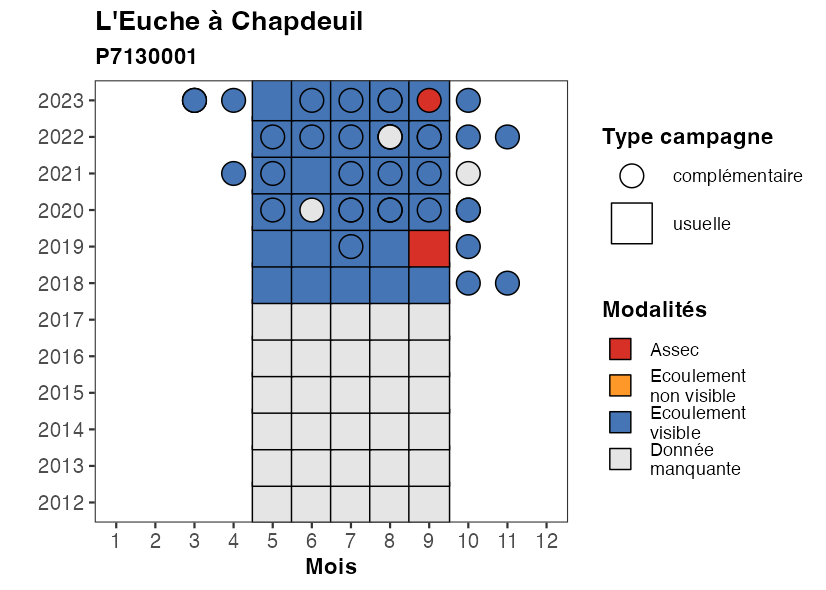 L'Euche à Chapdeuil
P7130001
2023
2022
2021
2020
2019
2018
2017
2016
2015
2014
2013
2012
1 2 3 4 5 6 7 8 9 10 11 12
Mois
Type campagne
complémentaire
usuelle
Modalités
Assec
Ecoulement
non visible
Ecoulement
visible
Donnée
manquante